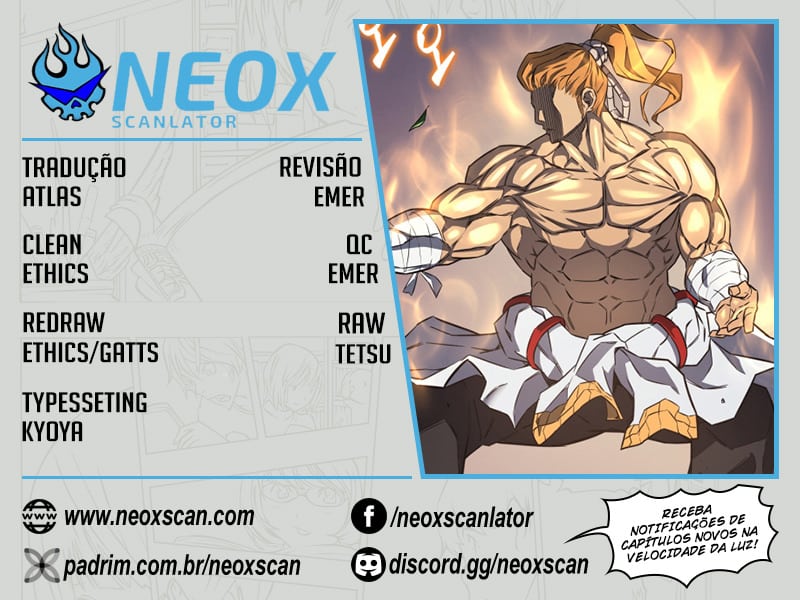 NEOX
SCANLATOR
TRADUÇÃO
ATLAS
REVISÃO
EMER
CLEAN
ETHICS
QC
EMER
REDRAW
ETHICS/GATTS
RAW
TETSU
TYPESSETING
KYOYA
www.neoxscan.com
/neoxscanlator
padrim.com.br/neoxscan
discord.gg/neoxscan
RECEBA
NOTIFICAÇÕES DE
CAPÍTULOS NOVOS NA
VELOCIDADE DA LUZ!